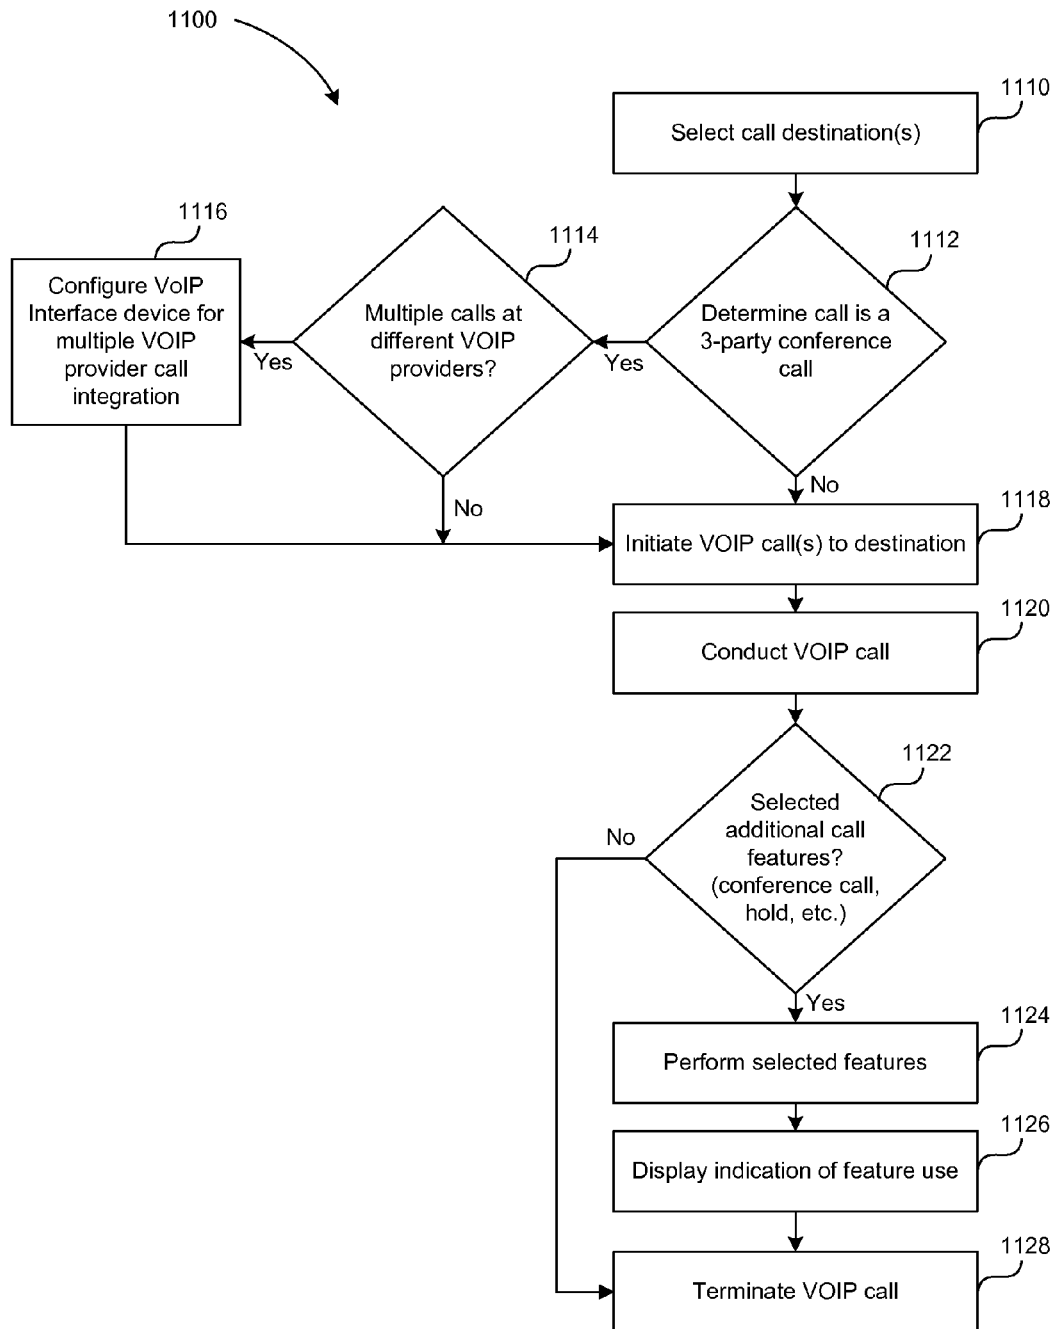 1100
1110
Select call destination(s)
1112
Determine call is a
3-party conference
call
Yes
No
1114
Multiple calls at
different VOIP
providers?
Yes
No
1116
Configure VoIP
Interface device for
multiple VOIP
provider call
integration
1118
Initiate VOIP call(s) to destination
1120
Conduct VOIP call
1122
Selected
additional call
features?
(conference call,
hold, etc.)
No
Yes
1124
Perform selected features
1126
Display indication of feature use
1128
Terminate VOIP call